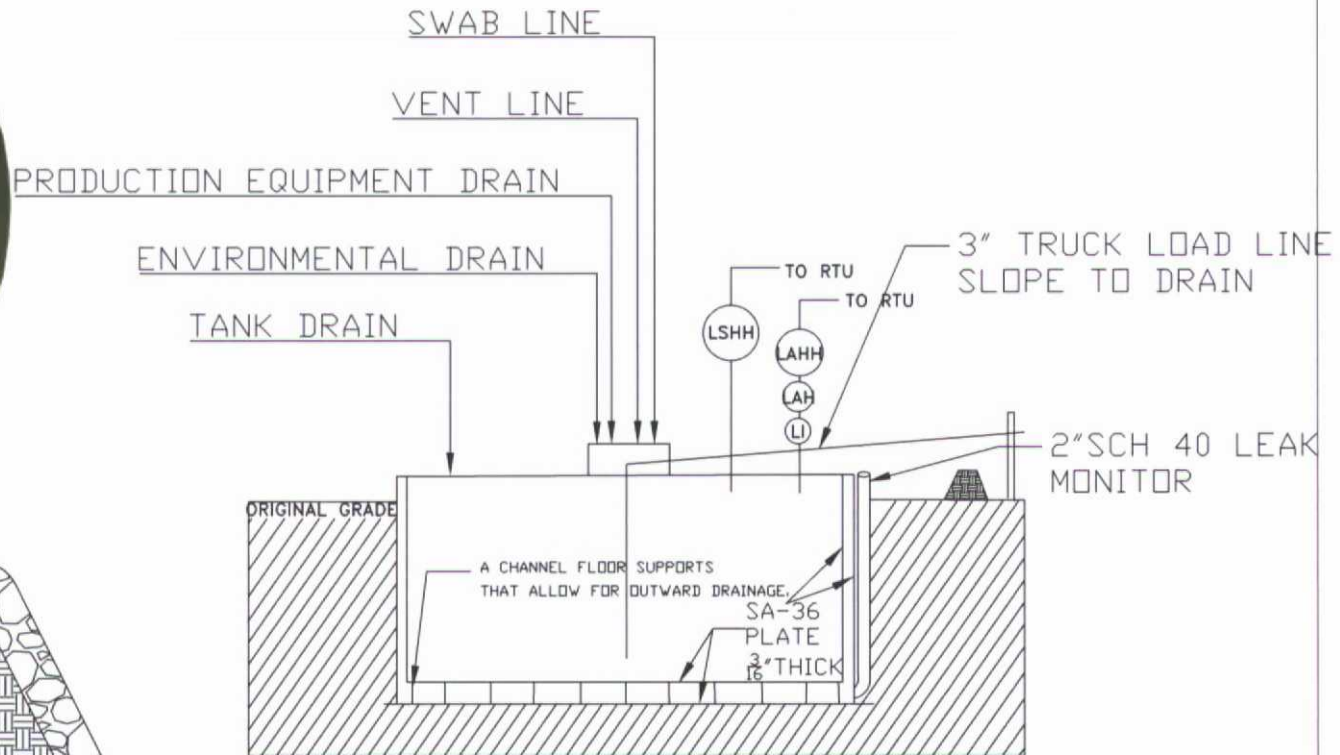 SWAB LINE
VENT LINE
PRODUCTION EQUIPMENT DRAIN
ENVIRONMENTAL DRAIN
TANK DRAIN
3" TRUCK LOAD LINE
SLOPE TO DRAIN
TO RTU
TO RTU
LSHH
LAHH
LAH
LI
2"SCH 40 LEAK
MONITOR
ORIGINAL GRADE
A CHANNEL FLOOR SUPPORTS
THAT ALLOW FOR OUTWARD DRAINAGE.
SA-36
PLATE
3/16"THICK